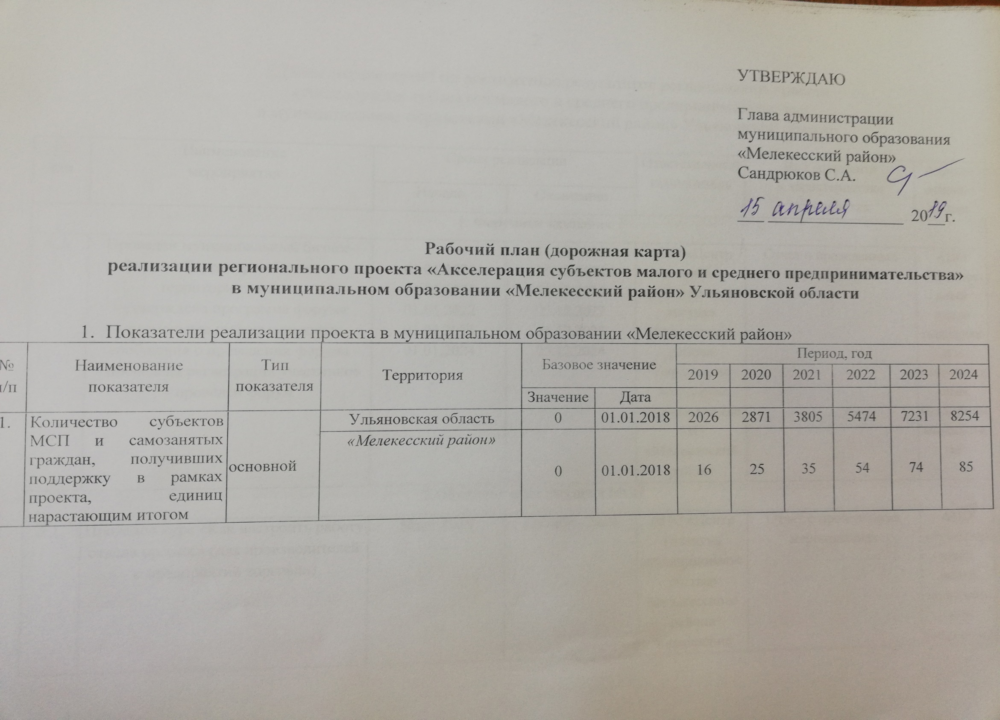 УТВЕРЖДАЮ
Глава администрации
муниципального образования
«Мелекесский район»
Сандрюков С.А.
15 апреля 2019г.
Рабочий план (дорожная карта)
реализации регионального проекта «Акселерация субъектов малого и среднего предпринимательства»
в муниципальном образовании «Мелекесский район» Ульяновской области
1. Показатели реализации проекта в муниципальном образовании «Мелекесский район»
№ п/п Наименование показателя Тип показателя Территория Базовое значение Период, год
2019 2020 2021 2022 2023 2024
Значение Дата
1. Количество субъектов
МСП и самозанятых
граждан, получивших
поддержку в рамках
проекта, единиц
нарастающим итогом
основной
Ульяновская область 0 01.01.2018 2026 2871 3805 5474 7231 8254
«Мелекесский район»
0 01.01.2018 16 25 35 54 74 85